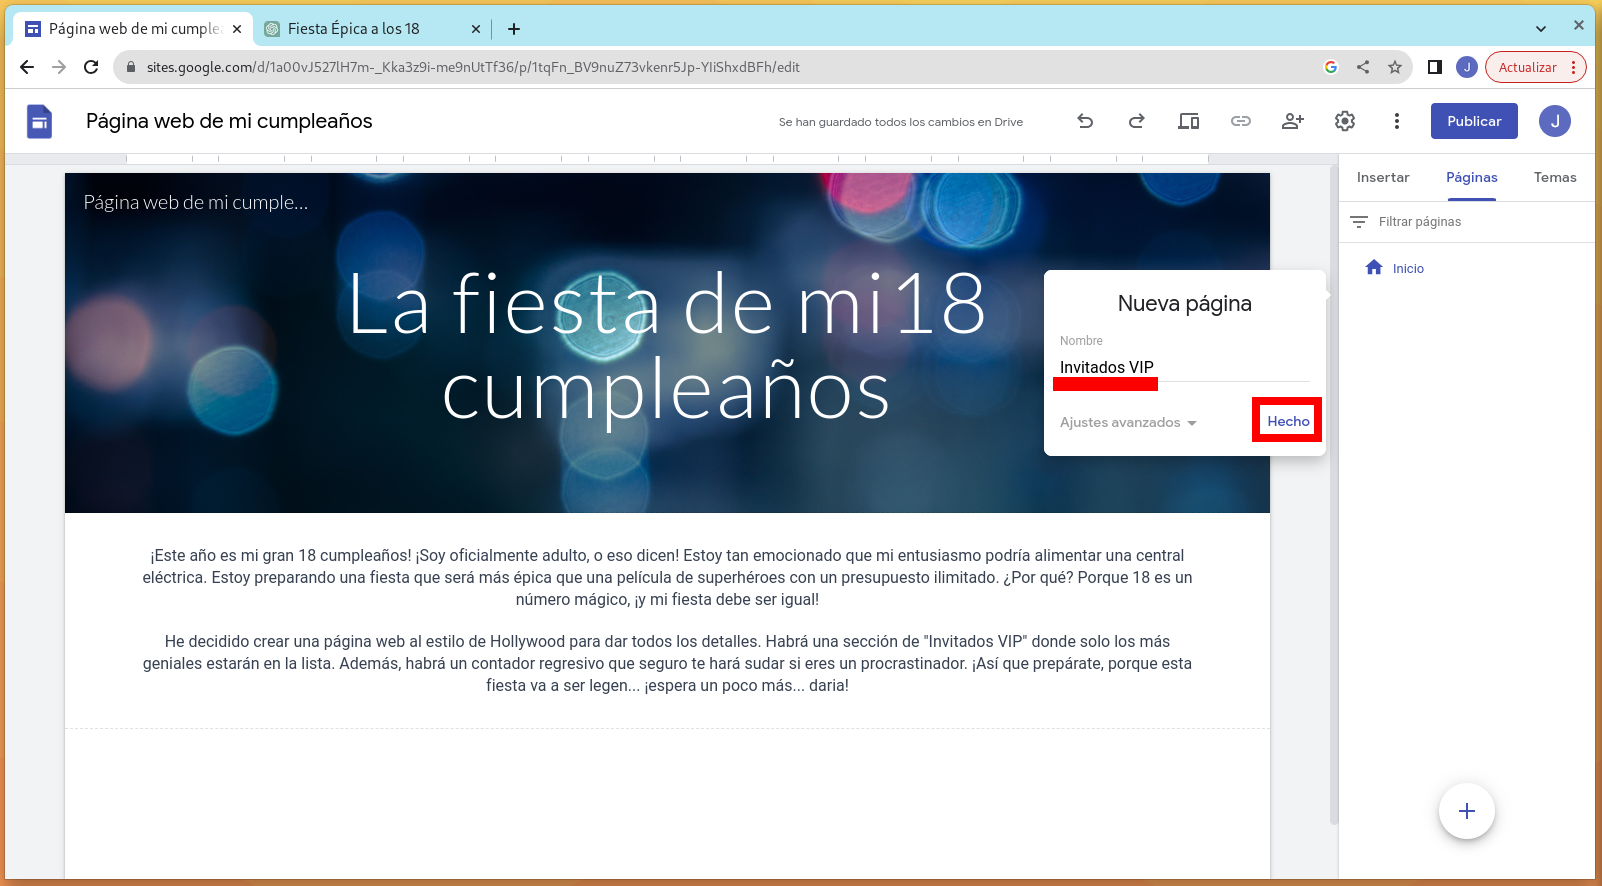 Página web de mi cumplea
Fiesta Épica a los 18
sites.google.com/d/1a00vJ527lH7m-_Kka3z9i-me9nUtTf36/p/1tqFn_BV9nuZ73vkenr5Jp-YIiShxdBFh/edit
J
Actualizar
Página web de mi cumpleaños
Se han guardado todos los cambios en Drive
Publicar
J
Insertar
Páginas
Temas
Filtrar páginas
Inicio
Página web de mi cumple...
La fiesta de mi18
cumpleaños
Nueva página
Nombre
Invitados VIP
Ajustes avanzados
Hecho
¡Este año es mi gran 18 cumpleaños! ¡Soy oficialmente adulto, o eso dicen! Estoy tan emocionado que mi entusiasmo podría alimentar una central
eléctrica. Estoy preparando una fiesta que será más épica que una película de superhéroes con un presupuesto ilimitado. ¿Por qué? Porque 18 es un
número mágico, ¡y mi fiesta debe ser igual!
He decidido crear una página web al estilo de Hollywood para dar todos los detalles. Habrá una sección de "Invitados VIP" donde solo los más
geniales estarán en la lista. Además, habrá un contador regresivo que seguro te hará sudar si eres un procrastinador. ¡Así que prepárate, porque esta
fiesta va a ser legen... ¡espera un poco más... daria!